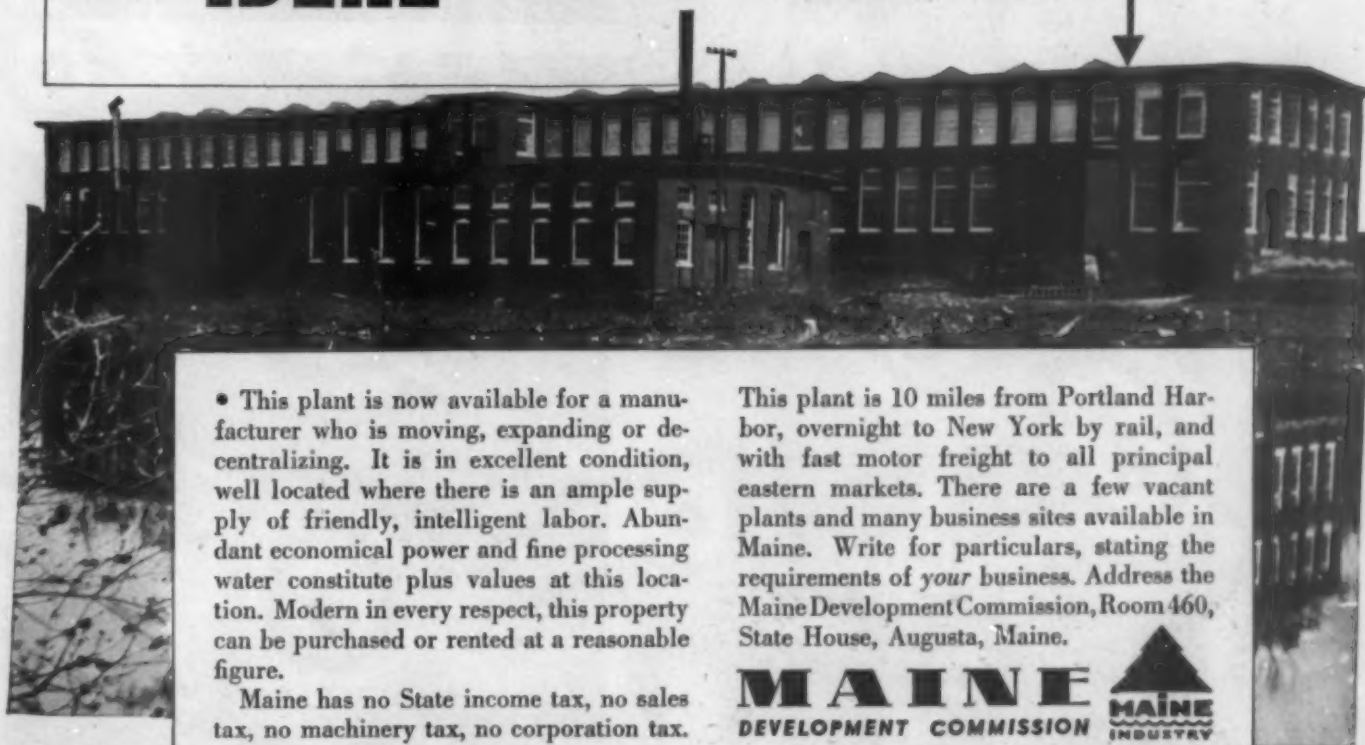 IDEAL
• This plant is now available for a manu-
facturer who is moving, expanding or de-
centralizing. It is in excellent condition,
well located where there is an ample sup-
ply of friendly, intelligent labor. Abun-
dant economical power and fine processing
water constitute plus values at this loca-
tion. Modern in every respect, this property
can be purchased or rented at a reasonable
figure.
Maine has no State income tax, no sales
tax, no machinery tax, no corporation tax.
This plant is 10 miles from Portland Har-
bor, overnight to New York by rail, and
with fast motor freight to all principal
eastern markets. There are a few vacant
plants and many business sites available in
Maine. Write for particulars, stating the
requirements of your business. Address the
Maine Development Commission, Room 460,
State House, Augusta, Maine.
MAINE
DEVELOPMENT COMMISSION
MAINE
INDUSTRY